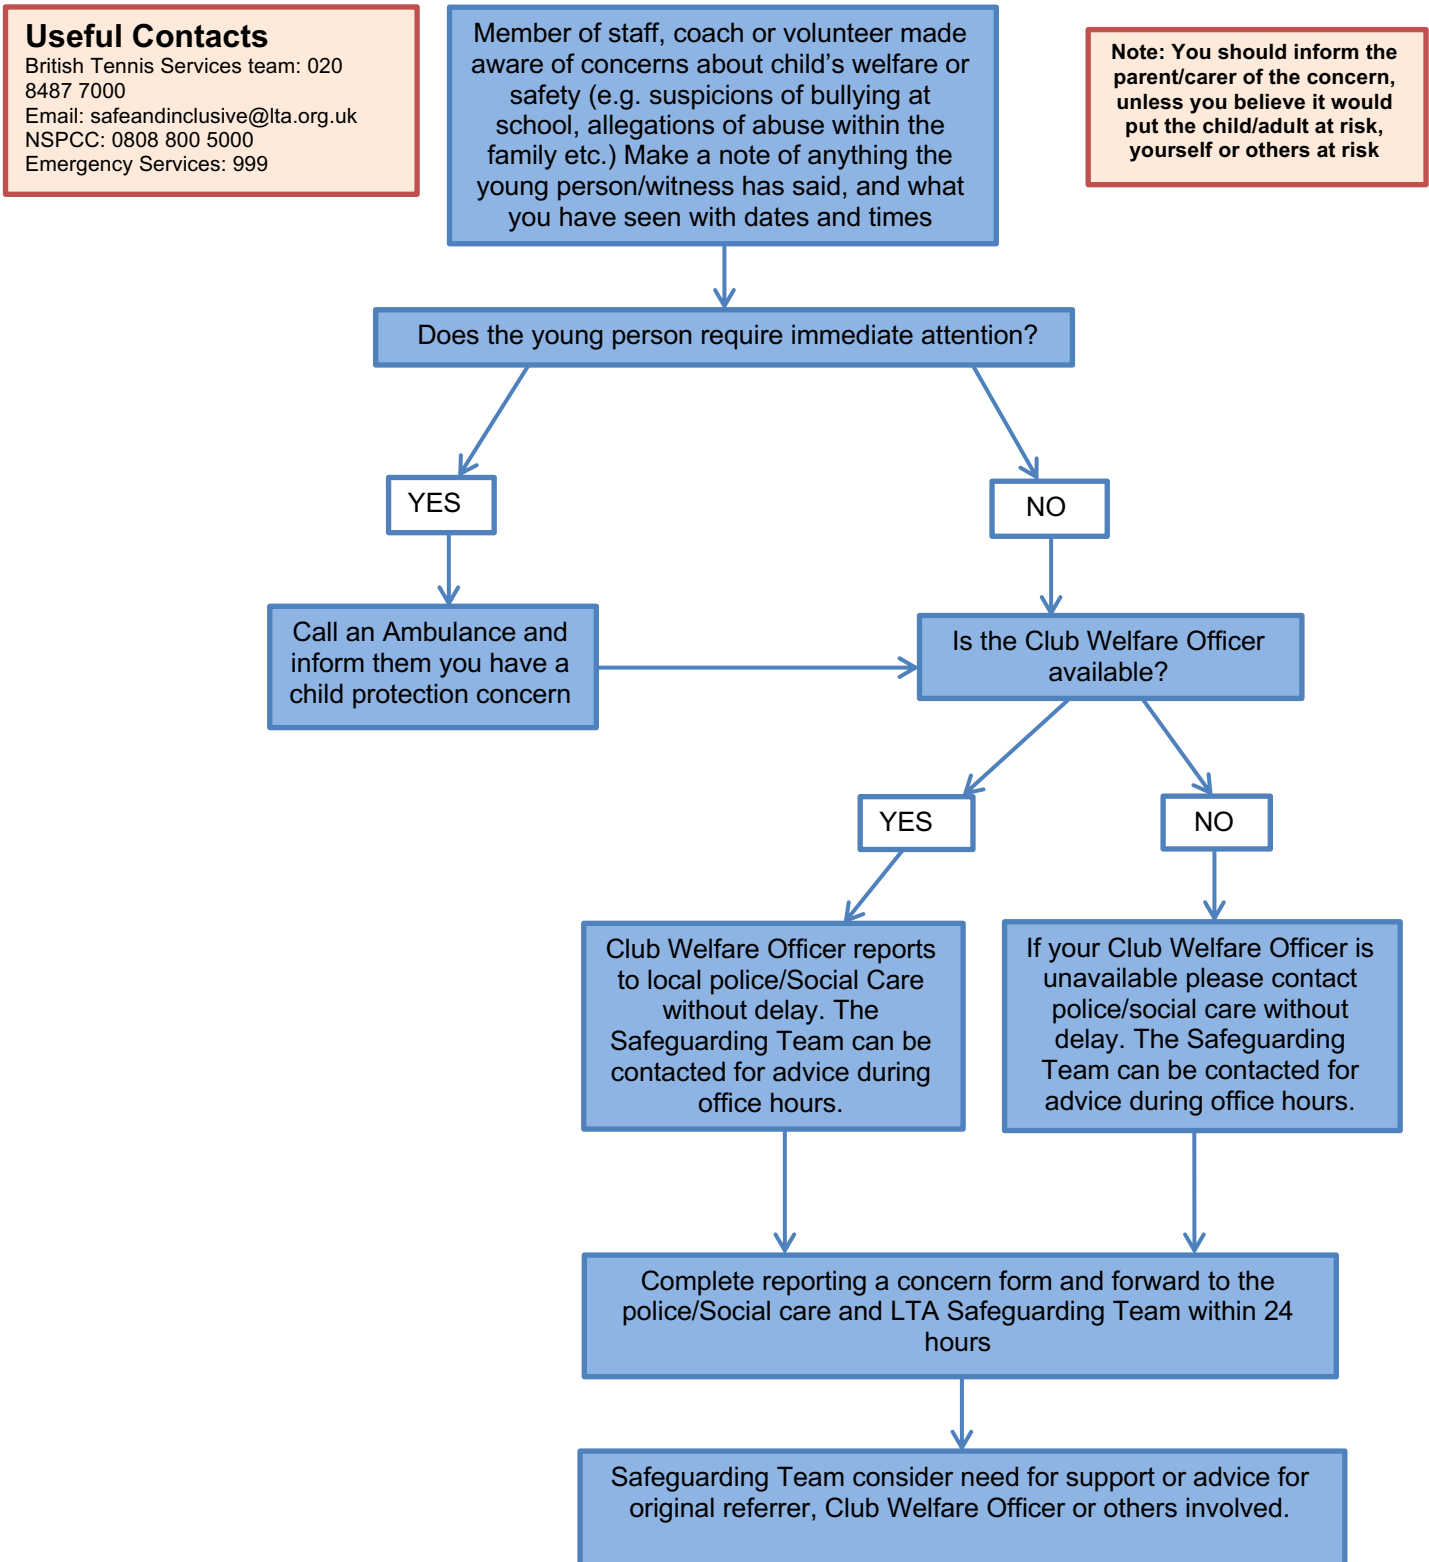 Useful Contacts
British Tennis Services team: 020
8487 7000
Email: safeandinclusive@lta.org.uk
NSPCC: 0808 800 5000
Emergency Services: 999
Member of staff, coach or volunteer made
aware of concerns about child’s welfare or
safety (e.g. suspicions of bullying at
school, allegations of abuse within the
family etc.) Make a note of anything the
young person/witness has said, and what
you have seen with dates and times
Note: You should inform the
parent/carer of the concern,
unless you believe it would
put the child/adult at risk,
yourself or others at risk
Does the young person require immediate attention?
YES
NO
Call an Ambulance and
inform them you have a
child protection concern
Is the Club Welfare Officer
available?
YES
NO
Club Welfare Officer reports
to local police/Social Care
without delay. The
Safeguarding Team can be
contacted for advice during
office hours.
If your Club Welfare Officer is
unavailable please contact
police/social care without
delay. The Safeguarding
Team can be contacted for
advice during office hours.
Complete reporting a concern form and forward to the
police/Social care and LTA Safeguarding Team within 24
hours
Safeguarding Team consider need for support or advice for
original referrer, Club Welfare Officer or others involved.